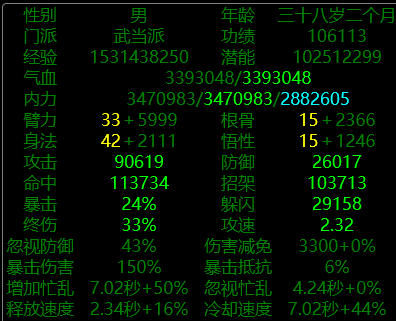 性别 男 年龄 三十八岁二个月
门派 武当派 功绩 106113
经验 1531438250 潜能 102512299
气血 3393048/3393048
内力 3470983/3470983/2882605
臂力 33+5999 根骨 15+2366
身法 42+2111 悟性 15+1246
攻击 90619 防御 26017
命中 113734 招架 103713
暴击 24% 躲闪 29158
终伤 33% 攻速 2.32
忽视防御 43% 伤害减免 3300+0%
暴击伤害 150% 暴击抵抗 6%
增加忙乱 7.02秒+50% 忽视忙乱 4.24秒+0%
释放速度 2.34秒+16% 冷却速度 7.02秒+44%